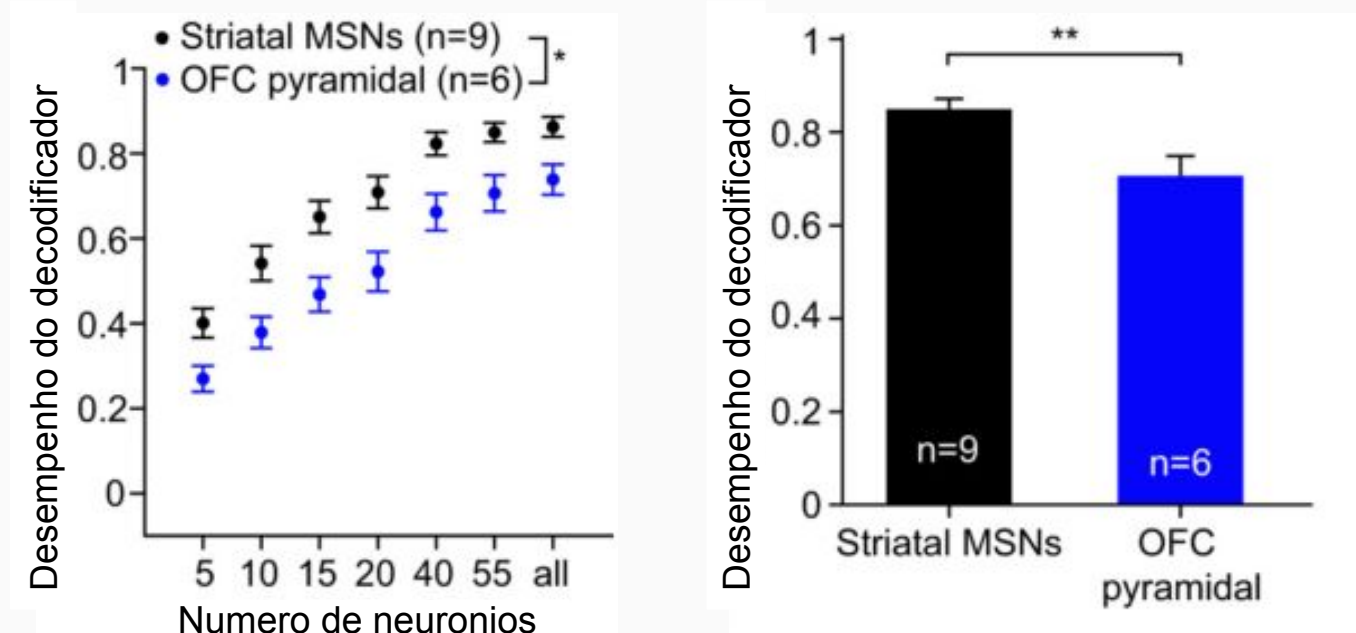 Striatal MSNs (n=9)
OFC pyramidal (n=6)
*
Desempenho do decodificador
1
0.8
0.6
0.4
0.2
0
5 10 15 20 40 55 all
Numero de neuronios
**
Desempenho do decodificador
1
0.8
0.6
0.4
0.2
0
n=9
n=6
Striatal MSNs
OFC
pyramidal